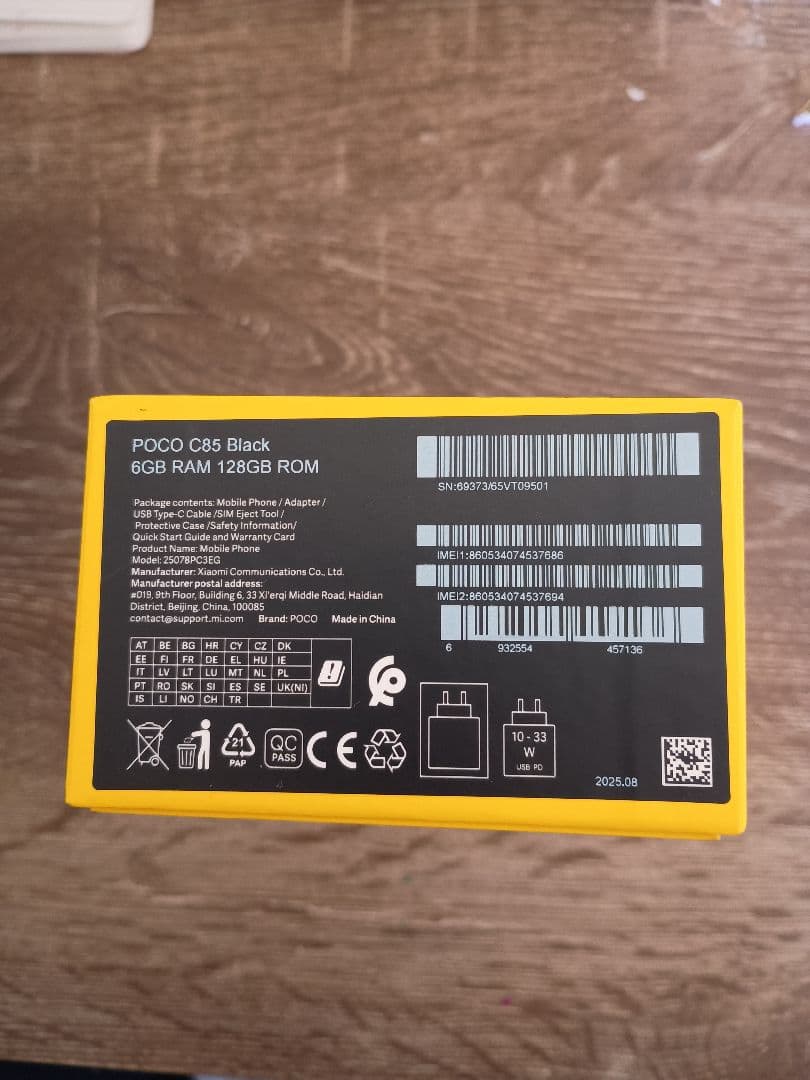 POCO C85 Black
6GB RAM 128GB ROM
Package contents: Mobile Phone / Adapter /
USB Type-C Cable /SIM Eject Tool /
Protective Case /Safety Information/
Quick Start Guide and Warranty Card
Product Name: Mobile Phone
Model: 25078PC3EG
Manufacturer: Xiaomi Communications Co., Ltd.
Manufacturer postal address:
#019, 9th Floor, Building 6, 33 Xi'erqi Middle Road, Haidian
District, Beijing, China, 100085
contact@support.mi.com Brand: POCO Made in China
AT BE BG HR CY CZ DK
EE FI FR DE EL HU IE
IT LV LT LU MT NL PL
PT RO SK SI ES SE UK(NI)
IS LI NO CH TR
21
PAP
QC
PASS
CE
SN:69373/65VT09501
IMEI1:860534074537686
IMEI2:860534074537694
6 932554 457136
10 - 33
W
USB PD
2025.08